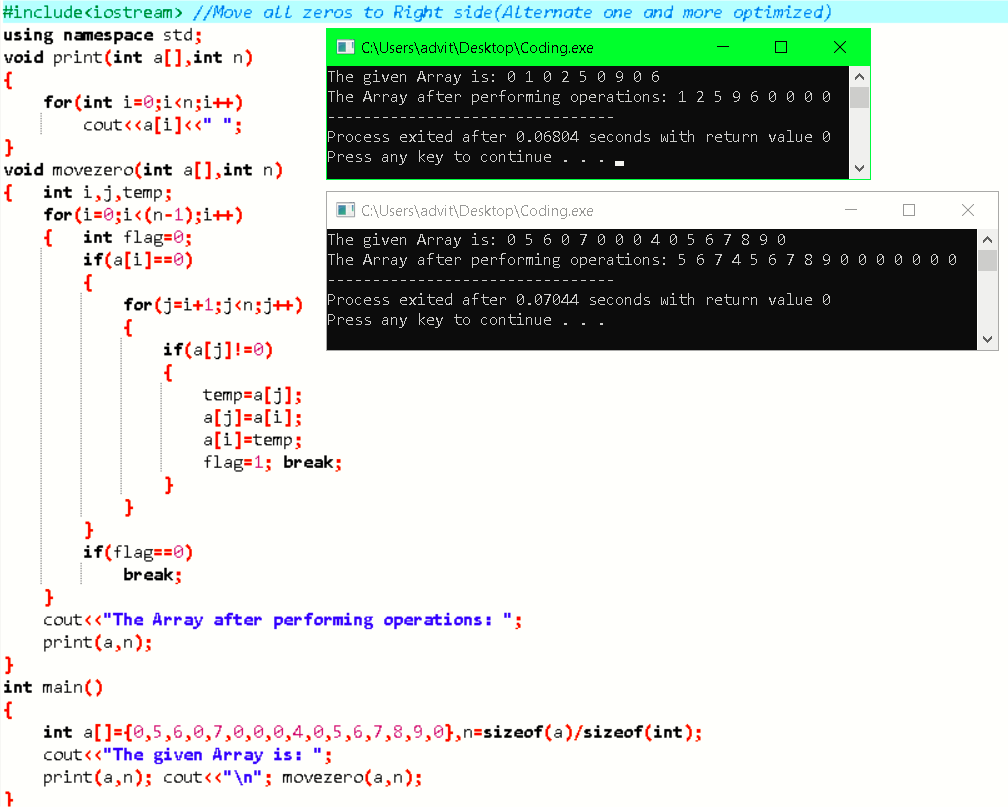 #include<iostream> //Move all zeros to Right side(Alternate one and more optimized)
using namespace std;
void print(int a[],int n)
{
for(int i=0;i<n;i++)
cout<<a[i]<<" ";
}
void movezero(int a[],int n)
{ int i,j,temp;
for(i=0;i<(n-1);i++)
{ int flag=0;
if(a[i]==0)
{
for(j=i+1;j<n;j++)
{
if(a[j]!=0)
{
temp=a[j];
a[j]=a[i];
a[i]=temp;
flag=1; break;
}
}
}
if(flag==0)
break;
}
cout<<"The Array after performing operations: ";
print(a,n);
}
int main()
{
int a[]={0,5,6,0,7,0,0,0,4,0,5,6,7,8,9,0},n=sizeof(a)/sizeof(int);
cout<<"The given Array is: ";
print(a,n); cout<<"\n"; movezero(a,n);
}
C:\Users\advit\Desktop\Coding.exe
The given Array is: 0 1 0 2 5 0 9 0 6
The Array after performing operations: 1 2 5 9 6 0 0 0 0
-----------------------------
Process exited after 0.06804 seconds with return value 0
Press any key to continue . . .
C:\Users\advit\Desktop\Coding.exe
The given Array is: 0 5 6 0 7 0 0 0 4 0 5 6 7 8 9 0
The Array after performing operations: 5 6 7 4 5 6 7 8 9 0 0 0 0 0 0 0
-----------------------------
Process exited after 0.07044 seconds with return value 0
Press any key to continue . . .